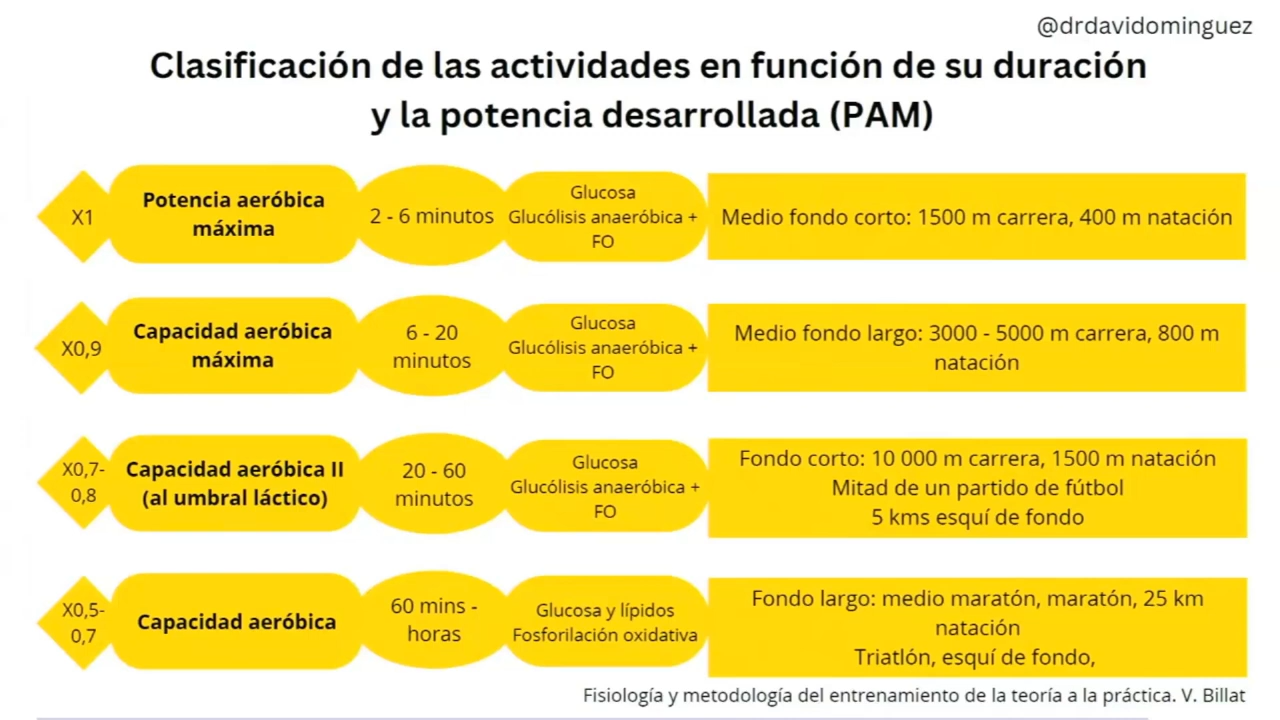 @drdavidominguez
Clasificación de las actividades en función de su duración
y la potencia desarrollada (PAM)
X1
Potencia aeróbica
máxima
2 - 6 minutos
Glucosa
Glucólisis anaeróbica +
FO
Medio fondo corto: 1500 m carrera, 400 m natación
X0,9
Capacidad aeróbica
máxima
6 - 20
minutos
Glucosa
Glucólisis anaeróbica +
FO
Medio fondo largo: 3000 - 5000 m carrera, 800 m
natación
X0,7-
0,8
Capacidad aeróbica II
(al umbral láctico)
20 - 60
minutos
Glucosa
Glucólisis anaeróbica +
FO
Fondo corto: 10 000 m carrera, 1500 m natación
Mitad de un partido de fútbol
5 kms esquí de fondo
X0,5-
0,7
Capacidad aeróbica
60 mins -
horas
Glucosa y lípidos
Fosforilación oxidativa
Fondo largo: medio maratón, maratón, 25 km
natación
Triatlón, esquí de fondo,
Fisiología y metodología del entrenamiento de la teoría a la práctica. V. Billat